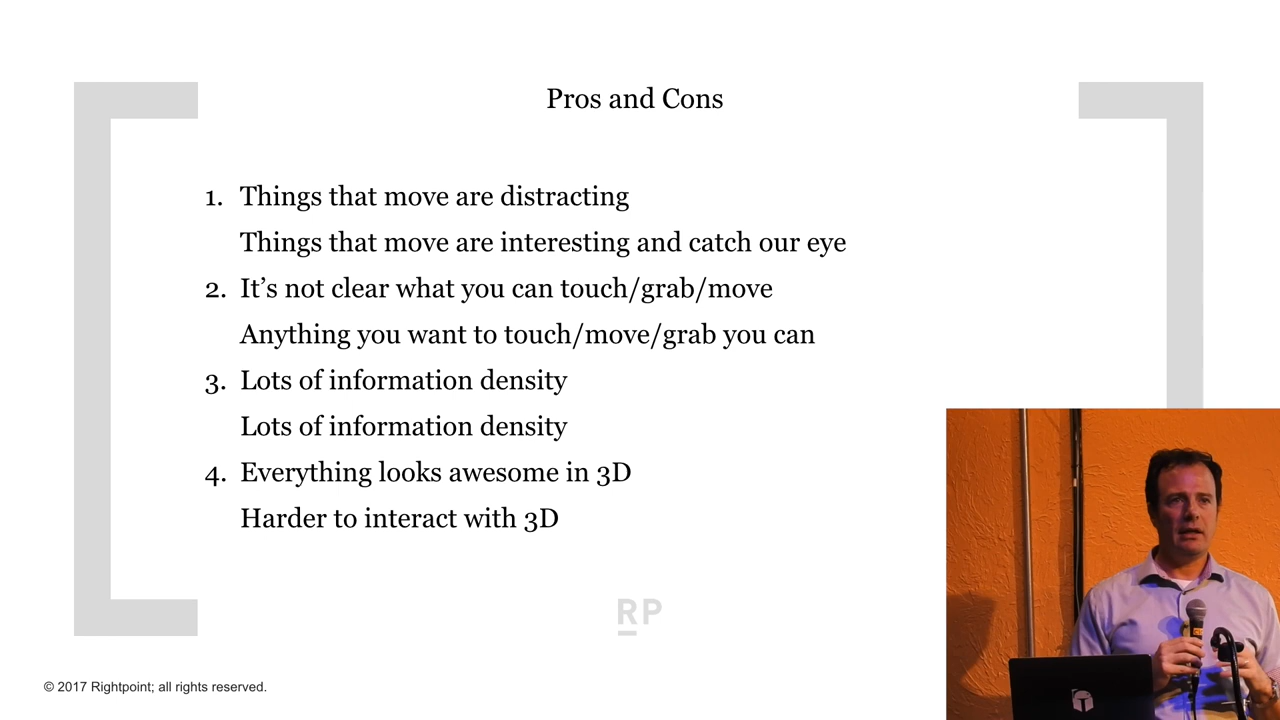 Pros and Cons
1. Things that move are distracting
Things that move are interesting and catch our eye
2. It’s not clear what you can touch/grab/move
Anything you want to touch/move/grab you can
3. Lots of information density
Lots of information density
4. Everything looks awesome in 3D
Harder to interact with 3D
RP
© 2017 Rightpoint; all rights reserved.